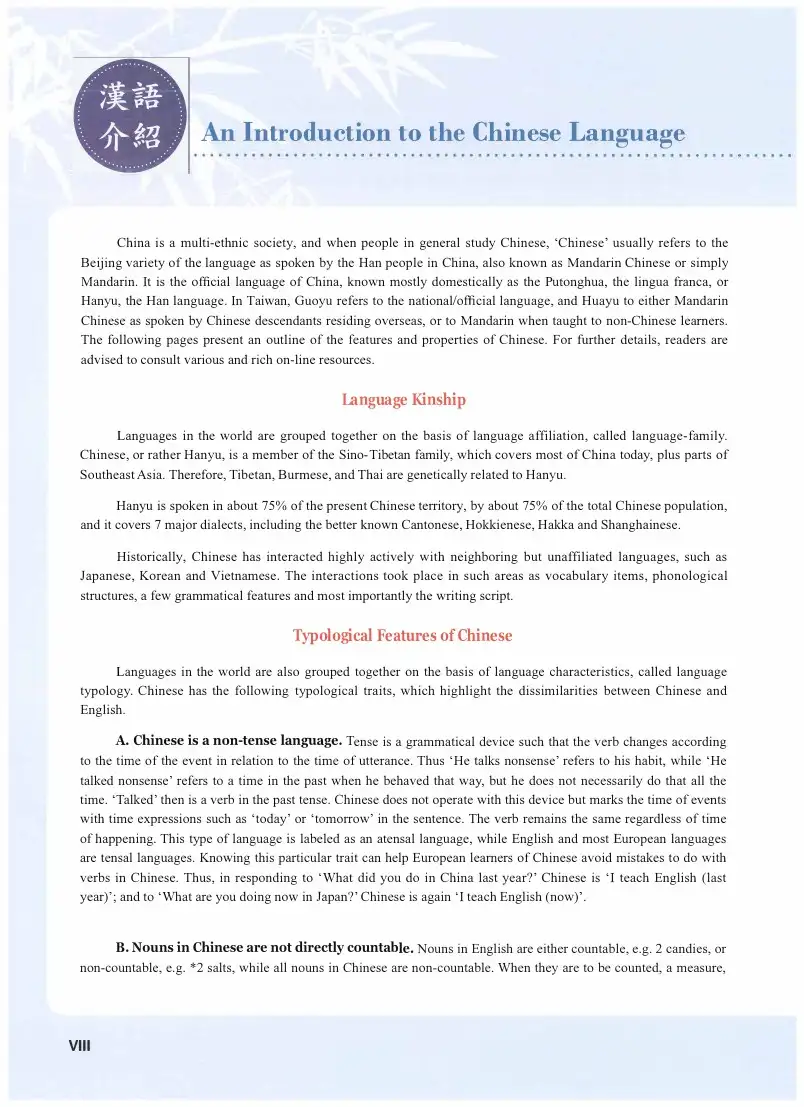 漢語
介紹
An Introduction to the Chinese Language
China is a multi-ethnic society, and when people in general study Chinese, ‘Chinese’ usually refers to the
Beijing variety of the language as spoken by the Han people in China, also known as Mandarin Chinese or simply
Mandarin. It is the official language of China, known mostly domestically as the Putonghua, the lingua franca, or
Hanyu, the Han language. In Taiwan, Guoyu refers to the national/official language, and Huayu to either Mandarin
Chinese as spoken by Chinese descendants residing overseas, or to Mandarin when taught to non-Chinese learners.
The following pages present an outline of the features and properties of Chinese. For further details, readers are
advised to consult various and rich on-line resources.
Language Kinship
Languages in the world are grouped together on the basis of language affiliation, called language-family.
Chinese, or rather Hanyu, is a member of the Sino-Tibetan family, which covers most of China today, plus parts of
Southeast Asia. Therefore, Tibetan, Burmese, and Thai are genetically related to Hanyu.
Hanyu is spoken in about 75% of the present Chinese territory, by about 75% of the total Chinese population,
and it covers 7 major dialects, including the better known Cantonese, Hokkienese, Hakka and Shanghainese.
Historically, Chinese has interacted highly actively with neighboring but unaffiliated languages, such as
Japanese, Korean and Vietnamese. The interactions took place in such areas as vocabulary items, phonological
structures, a few grammatical features and most importantly the writing script.
Typological Features of Chinese
Languages in the world are also grouped together on the basis of language characteristics, called language
typology. Chinese has the following typological traits, which highlight the dissimilarities between Chinese and
English.
A. Chinese is a non-tense language. Tense is a grammatical device such that the verb changes according
to the time of the event in relation to the time of utterance. Thus ‘He talks nonsense’ refers to his habit, while ‘He
talked nonsense’ refers to a time in the past when he behaved that way, but he does not necessarily do that all the
time. ‘Talked’ then is a verb in the past tense. Chinese does not operate with this device but marks the time of events
with time expressions such as ‘today’ or ‘tomorrow’ in the sentence. The verb remains the same regardless of time
of happening. This type of language is labeled as an atensal language, while English and most European languages
are tensal languages. Knowing this particular trait can help European learners of Chinese avoid mistakes to do with
verbs in Chinese. Thus, in responding to ‘What did you do in China last year?’ Chinese is ‘I teach English (last
year)’; and to ‘What are you doing now in Japan?’ Chinese is again ‘I teach English (now)’.
B. Nouns in Chinese are not directly countable. Nouns in English are either countable, e.g. 2 candies, or
non-countable, e.g. *2 salts, while all nouns in Chinese are non-countable. When they are to be counted, a measure,
VIII